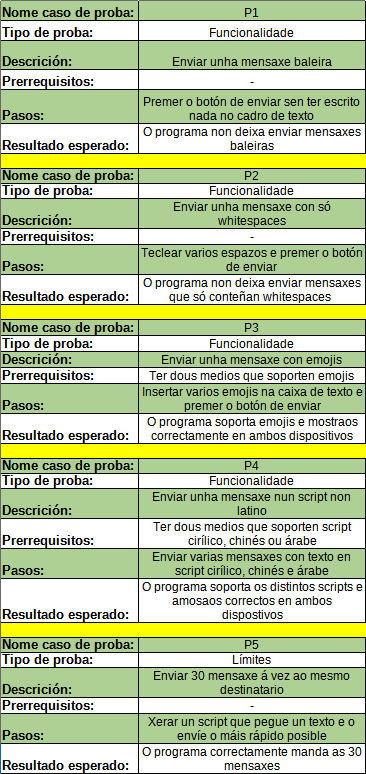 Nome caso de proba: P1
Tipo de proba: Funcionalidade
Descrición: Enviar unha mensaxe baleira
Prerrequisitos: -
Pasos: Premer o botón de enviar sen ter escrito
nada no cadro de texto
Resultado esperado: O programa non deixa enviar mensaxes
baleiras
Nome caso de proba: P2
Tipo de proba: Funcionalidade
Descrición: Enviar unha mensaxe con só
whitespaces
Prerrequisitos: -
Pasos: Teclear varios espazos e premer o botón
de enviar
Resultado esperado: O programa non deixa enviar mensaxes
que só conteñan whitespaces
Nome caso de proba: P3
Tipo de proba: Funcionalidade
Descrición: Enviar unha mensaxe con emojis
Prerrequisitos: Ter dous medios que soporten emojis
Pasos: Insertar varios emojis na caixa de texto e
premer o botón de enviar
Resultado esperado: O programa soporta emojis e mostraos
correctamente en ambos dispositivos
Nome caso de proba: P4
Tipo de proba: Funcionalidade
Descrición: Enviar unha mensaxe nun script non
latino
Prerrequisitos: Ter dous medios que soporten script
cirílico, chinés ou árabe
Pasos: Enviar varias mensaxes con texto en
script cirílico, chinés e árabe
Resultado esperado: O programa soporta os distintos scripts e
amosaos correctos en ambos
dispostivos
Nome caso de proba: P5
Tipo de proba: Límites
Descrición: Enviar 30 mensaxe á vez ao mesmo
destinatario
Prerrequisitos: -
Pasos: Xerar un script que pegue un texto e o
envíe o máis rápido posible
Resultado esperado: O programa correctamente manda as 30
mensaxes